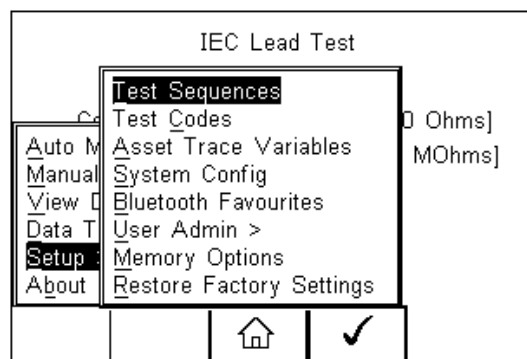 IEC Lead Test
Test Sequences
Test Codes
Asset Trace Variables
System Config
Bluetooth Favourites
User Admin >
Memory Options
Restore Factory Settings
Ohms]
MOhms]
Auto
Manual
View
Data
Setup
About